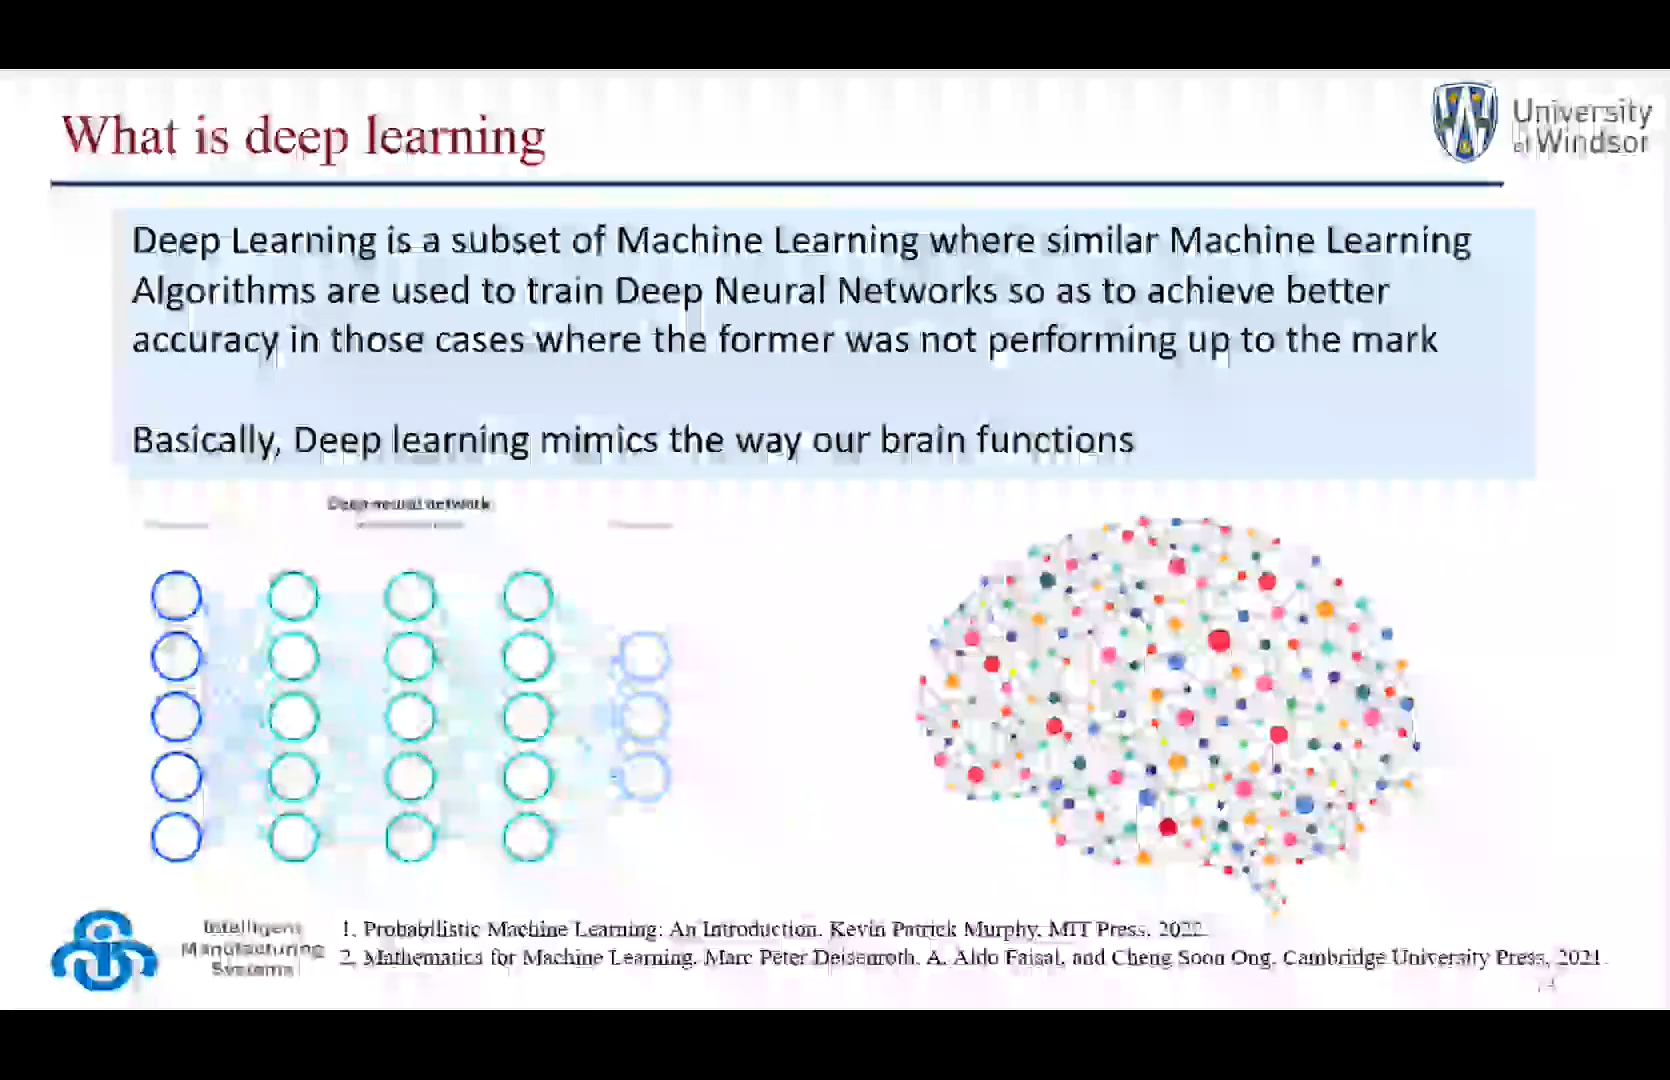 What is deep learning
University
of Windsor
Deep Learning is a subset of Machine Learning where similar Machine Learning
Algorithms are used to train Deep Neural Networks so as to achieve better
accuracy in those cases where the former was not performing up to the mark
Basically, Deep learning mimics the way our brain functions
Deep neural network
Intelligent
Manufacturing
Systems
1. Probabilistic Machine Learning: An Introduction. Kevin Patrick Murphy, MIT Press. 2022.
2. Mathematics for Machine Learning. Marc Peter Deisenroth, A. Aldo Faisal, and Cheng Soon Ong. Cambridge University Press, 2021.